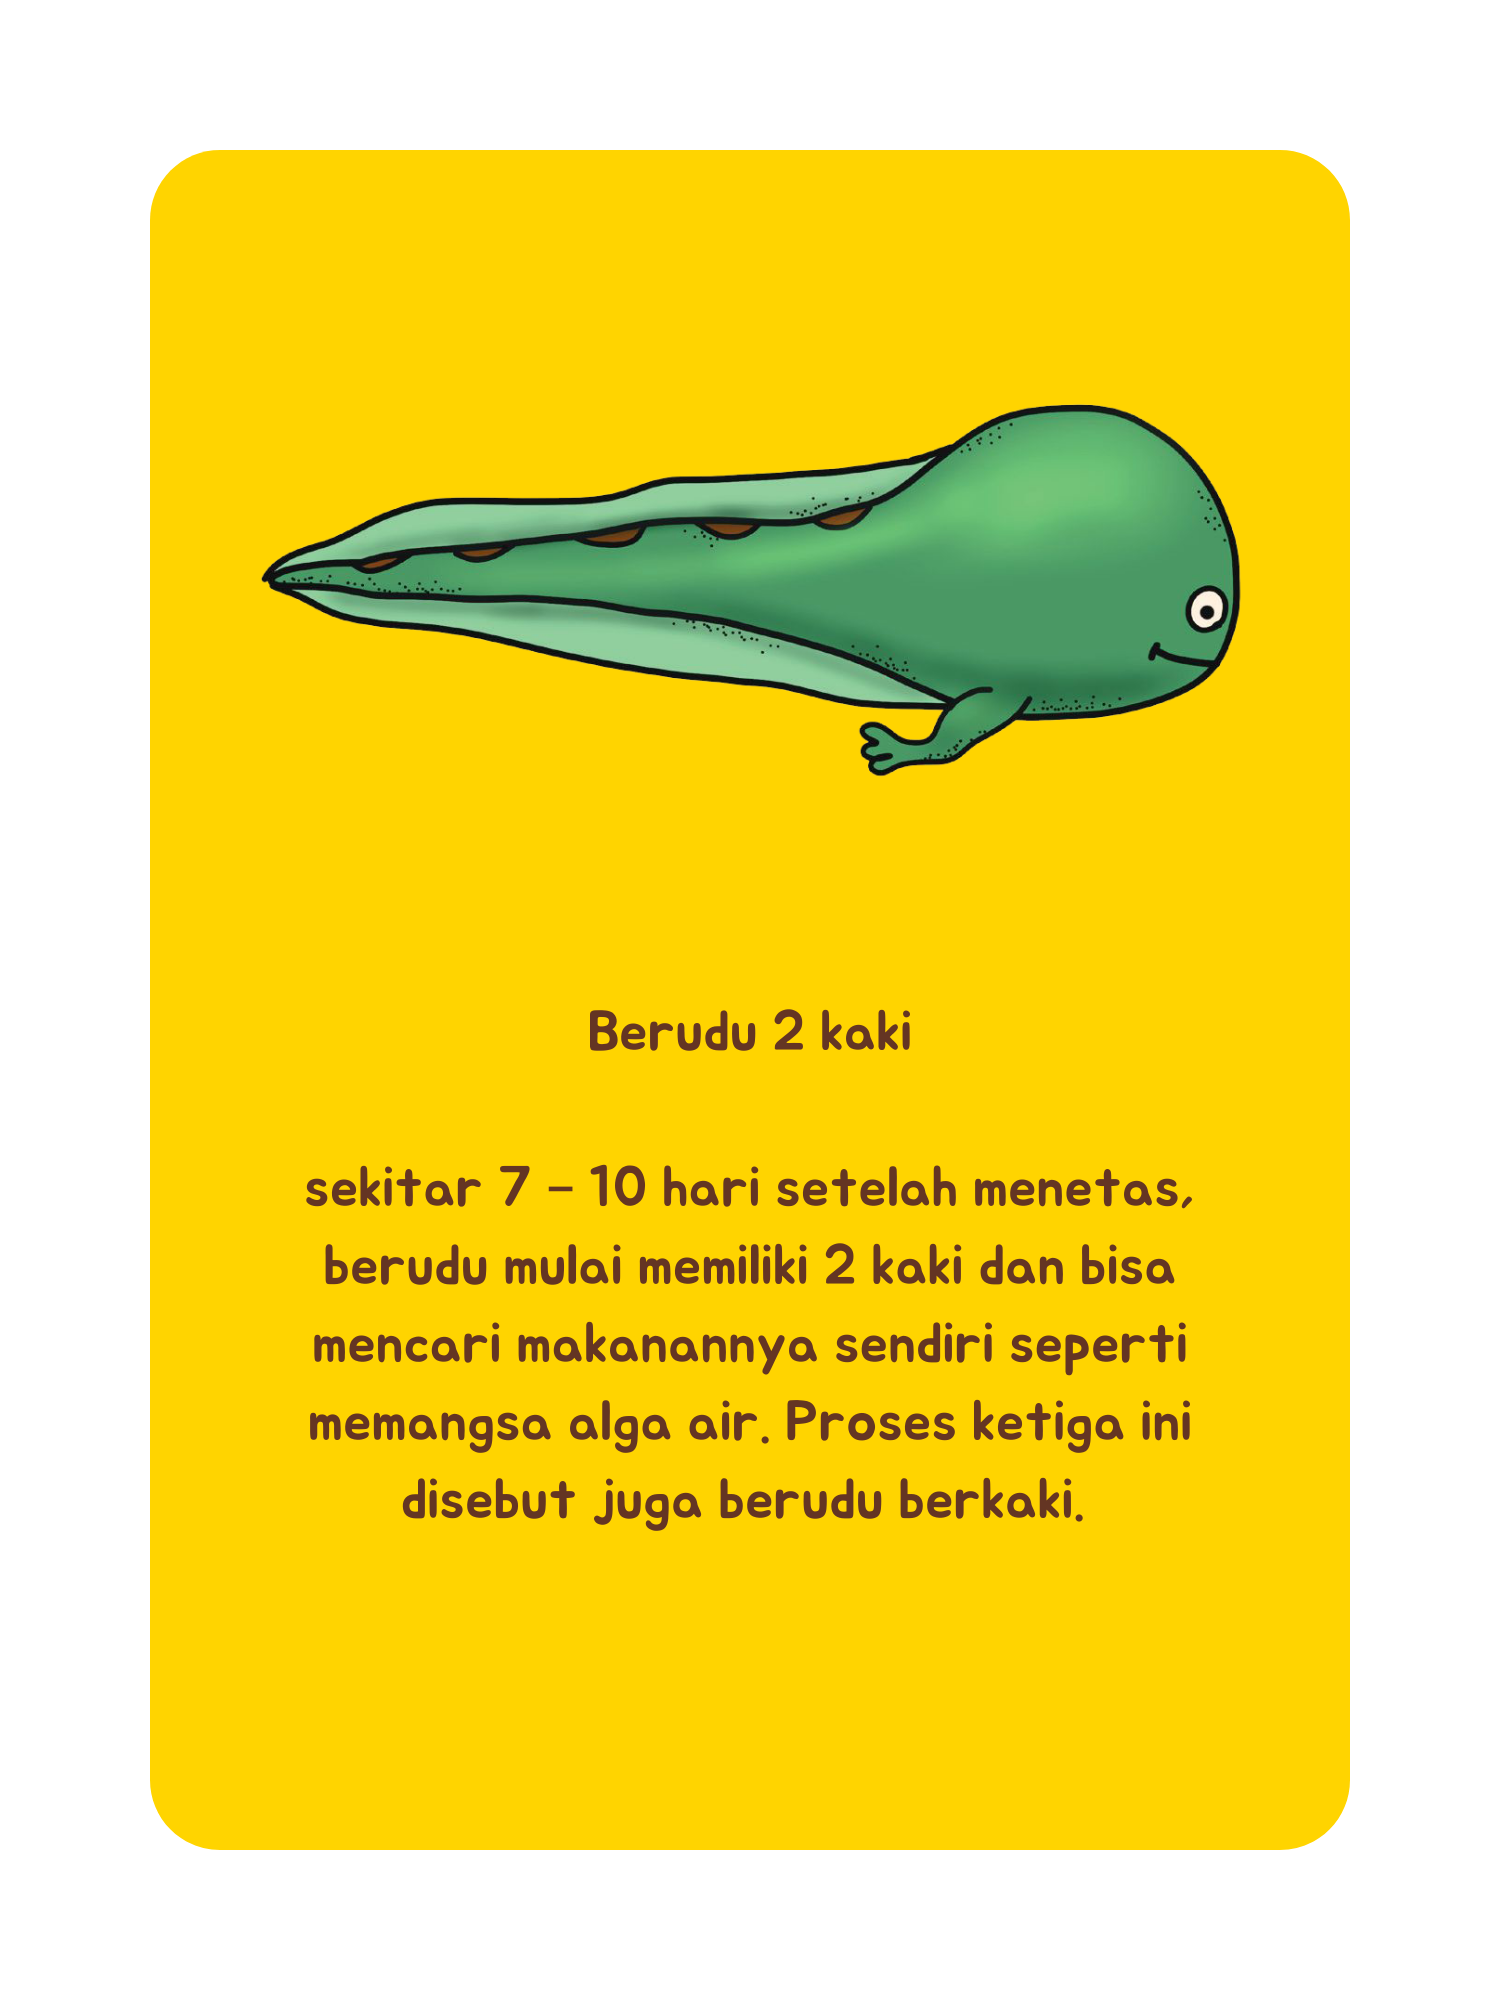 Berudu 2 kaki
sekitar 7 – 10 hari setelah menetas,
berudu mulai memiliki 2 kaki dan bisa
mencari makanannya sendiri seperti
memangsa alga air. Proses ketiga ini
disebut juga berudu berkaki.